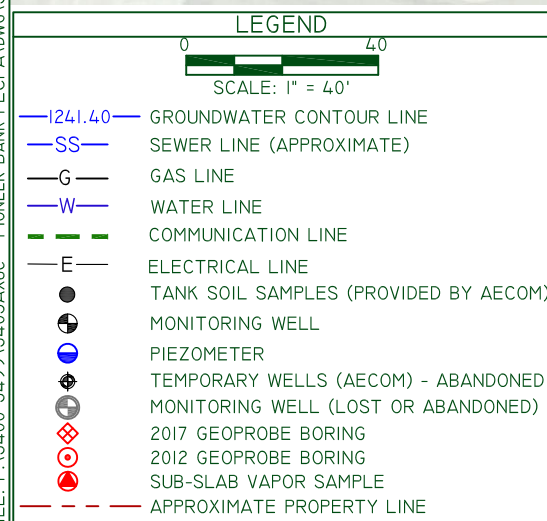 LEGEND
0 40
SCALE: 1" = 40'
1241.40 GROUNDWATER CONTOUR LINE
SS SEWER LINE (APPROXIMATE)
G GAS LINE
W WATER LINE
COMMUNICATION LINE
E ELECTRICAL LINE
TANK SOIL SAMPLES (PROVIDED BY AECOM)
MONITORING WELL
PIEZOMETER
TEMPORARY WELLS (AECOM) - ABANDONED
MONITORING WELL (LOST OR ABANDONED)
2017 GEOPROBE BORING
2012 GEOPROBE BORING
SUB-SLAB VAPOR SAMPLE
APPROXIMATE PROPERTY LINE